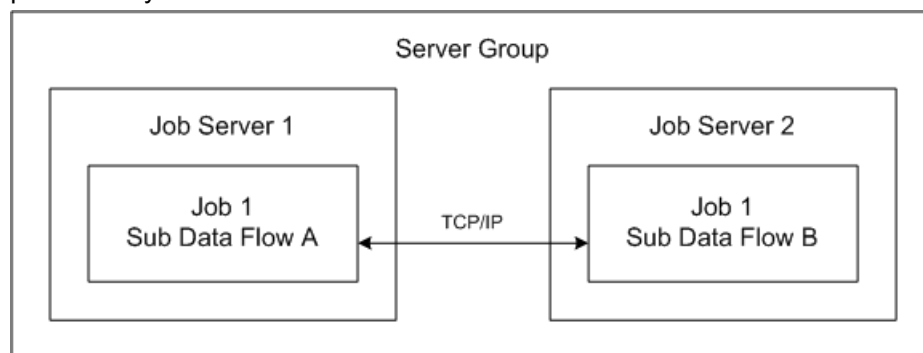 Server Group
Job Server 1
Job Server 2
Job 1
Sub Data Flow A
TCP/IP
Job 1
Sub Data Flow B